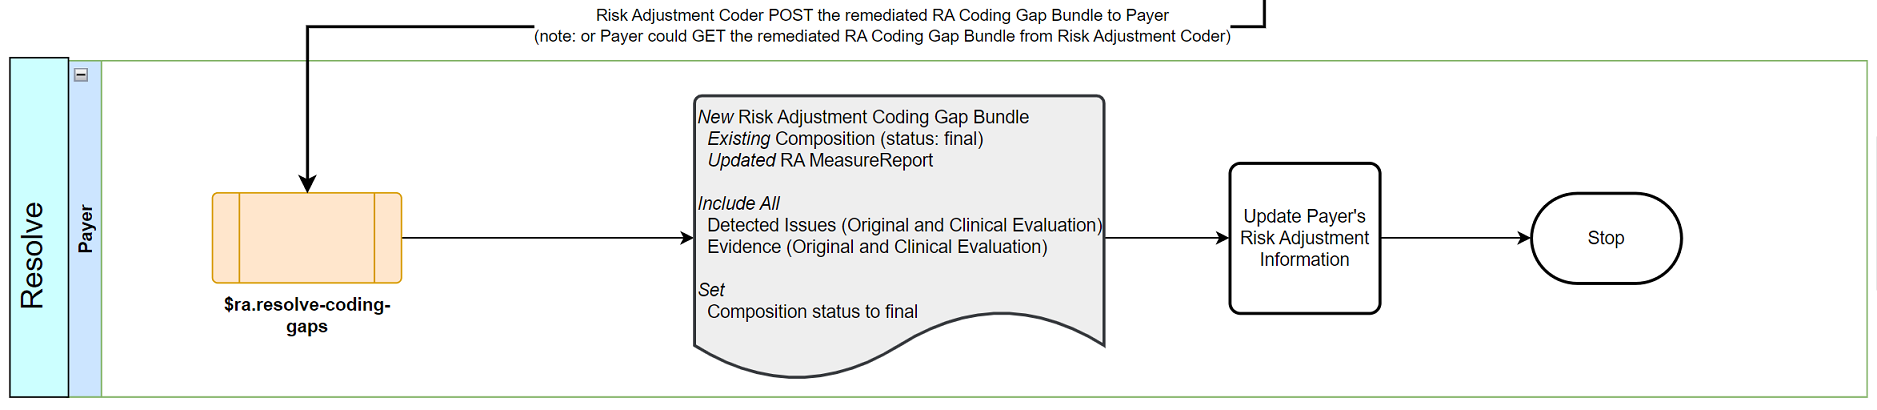 Risk Adjustment Coder POST the remediated RA Coding Gap Bundle to Payer
(note: or Payer could GET the remediated RA Coding Gap Bundle from Risk Adjustment Coder)
Resolve
Payer
$ra.resolve-coding-
gaps
New Risk Adjustment Coding Gap Bundle
Existing Composition (status: final)
Updated RA MeasureReport
Include All
Detected Issues (Original and Clinical Evaluation)
Evidence (Original and Clinical Evaluation)
Set
Composition status to final
Update Payer's
Risk Adjustment
Information
Stop